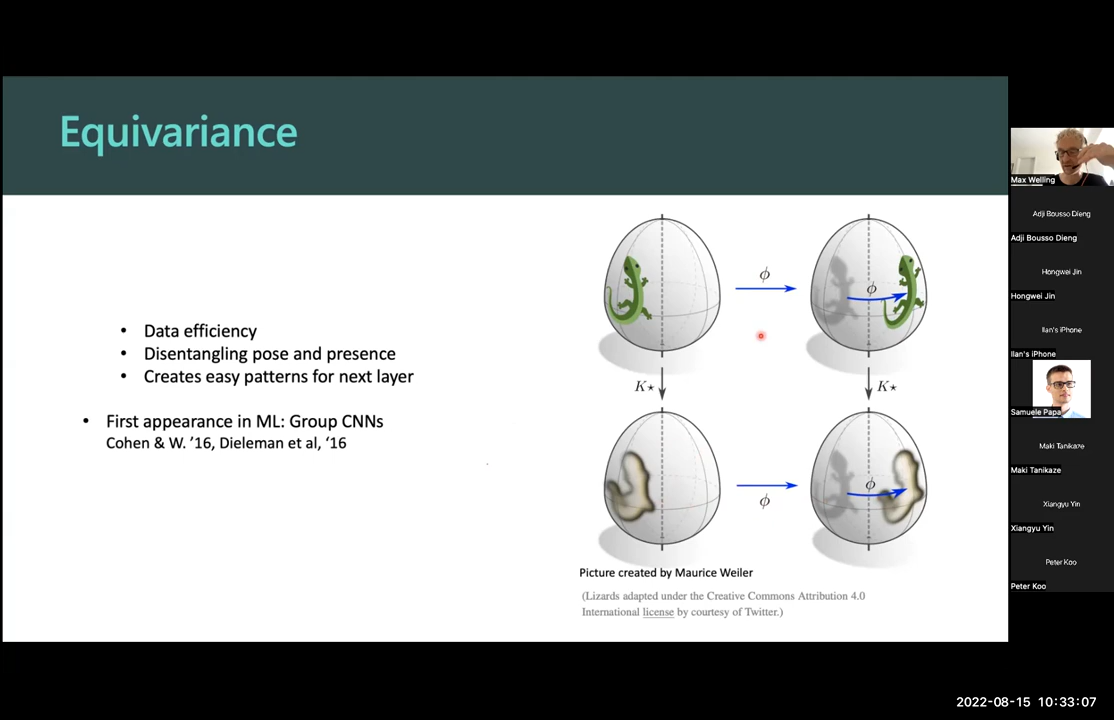 Equivariance
• Data efficiency
• Disentangling pose and presence
• Creates easy patterns for next layer
• First appearance in ML: Group CNNs
Cohen & W. ’16, Dieleman et al, ‘16
ϕ
ϕ
K⋆
K⋆
ϕ
ϕ
Picture created by Maurice Weiler
(Lizards adapted under the Creative Commons Attribution 4.0
International license by courtesy of Twitter.)
Max Welling
Adji Bousso Dieng
Adji Bousso Dieng
Hongwei Jin
Hongwei Jin
Ilan's iPhone
Ilan's iPhone
Samuele Papa
Maki Tanikaze
Maki Tanikaze
Xiangyu Yin
Xiangyu Yin
Peter Koo
Peter Koo
2022-08-15 10:33:07